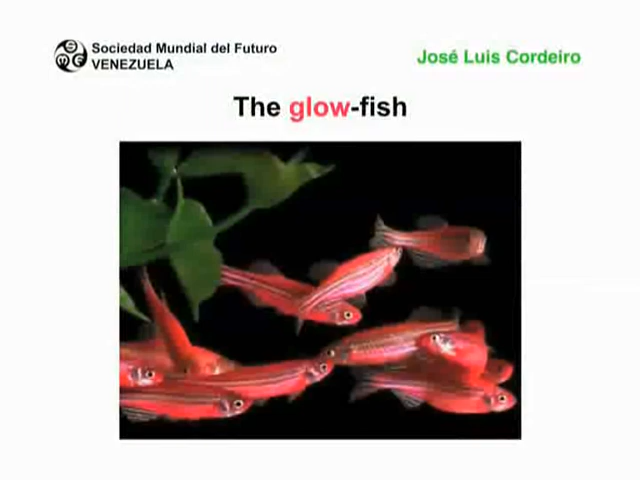 Sociedad Mundial del Futuro
VENEZUELA
José Luis Cordeiro
The glow-fish